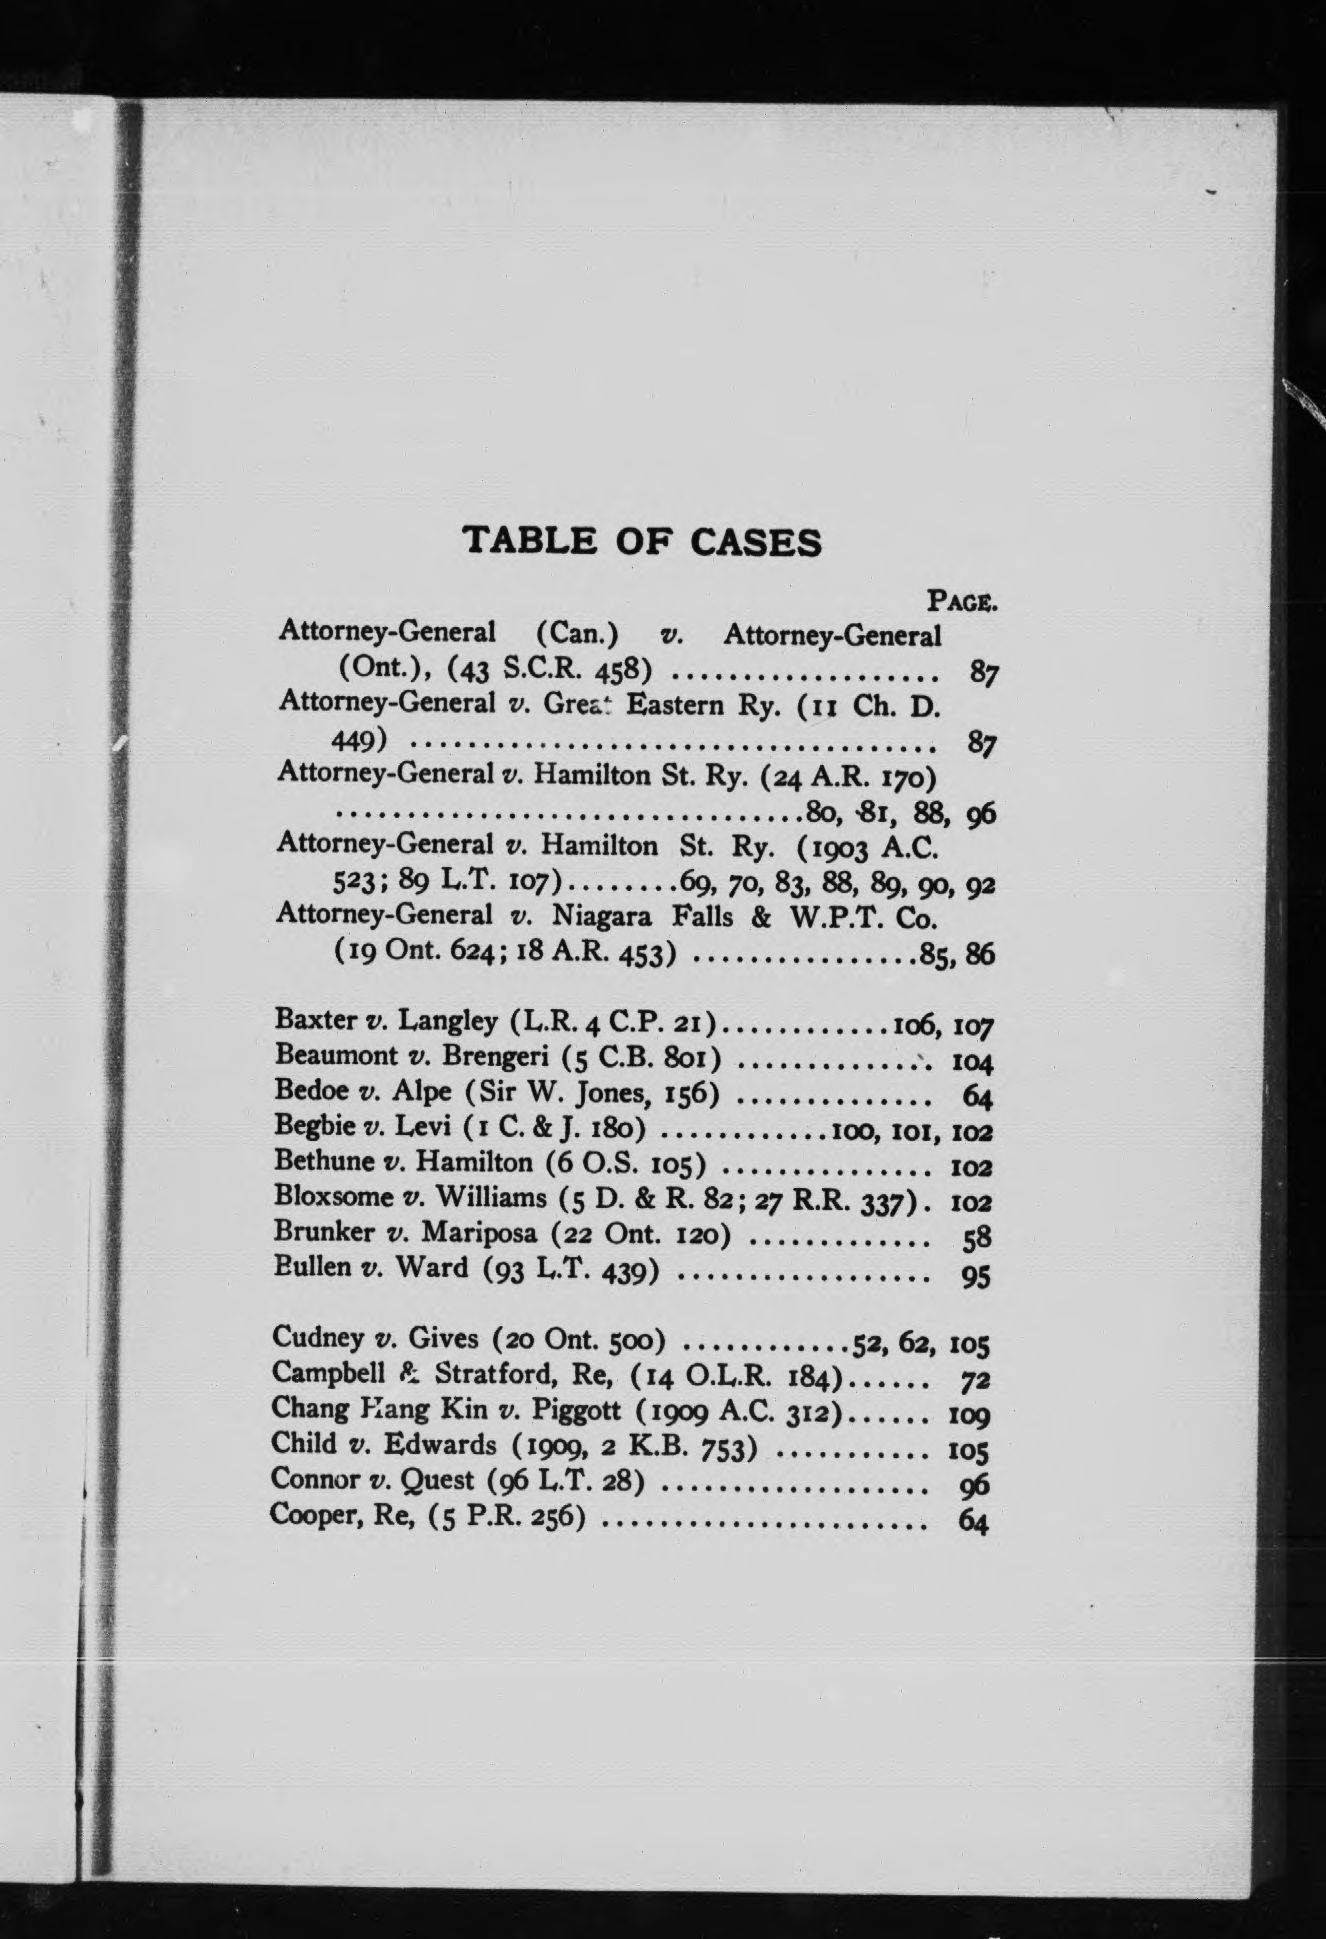 TABLE OF CASES
PAGE.
Attorney-General (Can.) v. Attorney-General
(Ont.), (43 S.C.R. 458) ................... 87
Attorney-General v. Great Eastern Ry. (11 Ch. D.
449) ..................................... 87
Attorney-General v. Hamilton St. Ry. (24 A.R. 170)
.................................80, 81, 88, 96
Attorney-General v. Hamilton St. Ry. (1903 A.C.
523; 89 L.T. 107)........69, 70, 83, 88, 89, 90, 92
Attorney-General v. Niagara Falls & W.P.T. Co.
(19 Ont. 624; 18 A.R. 453) ................85, 86
Baxter v. Langley (L.R. 4 C.P. 21)............106, 107
Beaumont v. Brengeri (5 C.B. 801) .............. 104
Bedoe v. Alpe (Sir W. Jones, 156) .............. 64
Begbie v. Levi (1 C. & J. 180) ............100, 101, 102
Bethune v. Hamilton (6 O.S. 105) ............... 102
Bloxsome v. Williams (5 D. & R. 82; 27 R.R. 337). 102
Brunker v. Mariposa (22 Ont. 120) ............. 58
Bullen v. Ward (93 L.T. 439) .................. 95
Cudney v. Gives (20 Ont. 500) ............52, 62, 105
Campbell & Stratford, Re, (14 O.L.R. 184)...... 72
Chang Hang Kin v. Piggott (1909 A.C. 312)...... 109
Child v. Edwards (1909, 2 K.B. 753) ........... 105
Connor v. Quest (96 L.T. 28) ................... 96
Cooper, Re, (5 P.R. 256) ....................... 64